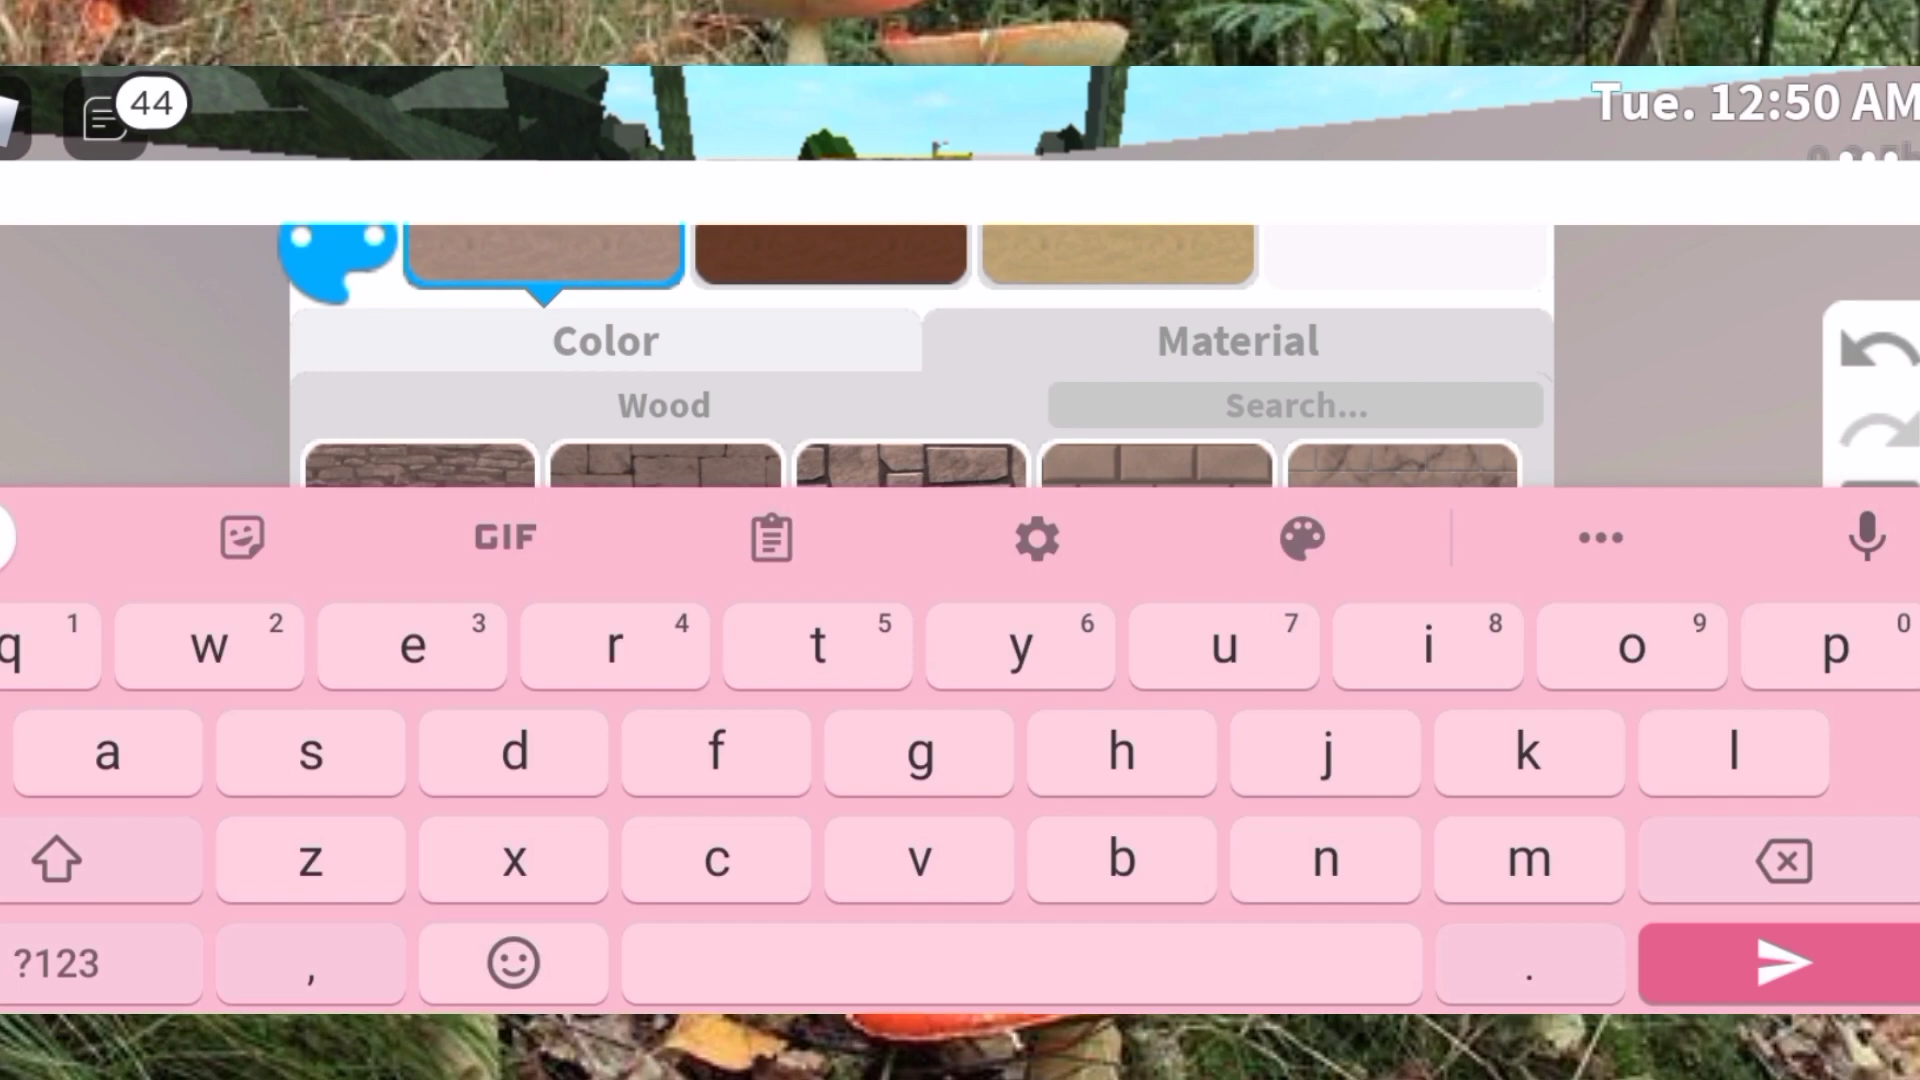 44
Tue. 12:50 AM
Color
Material
Wood
Search...
GIF
q 1 w 2 e 3 r 4 t 5 y 6 u 7 i 8 o 9 p 0
a s d f g h j k l
z x c v b n m
?123 , .